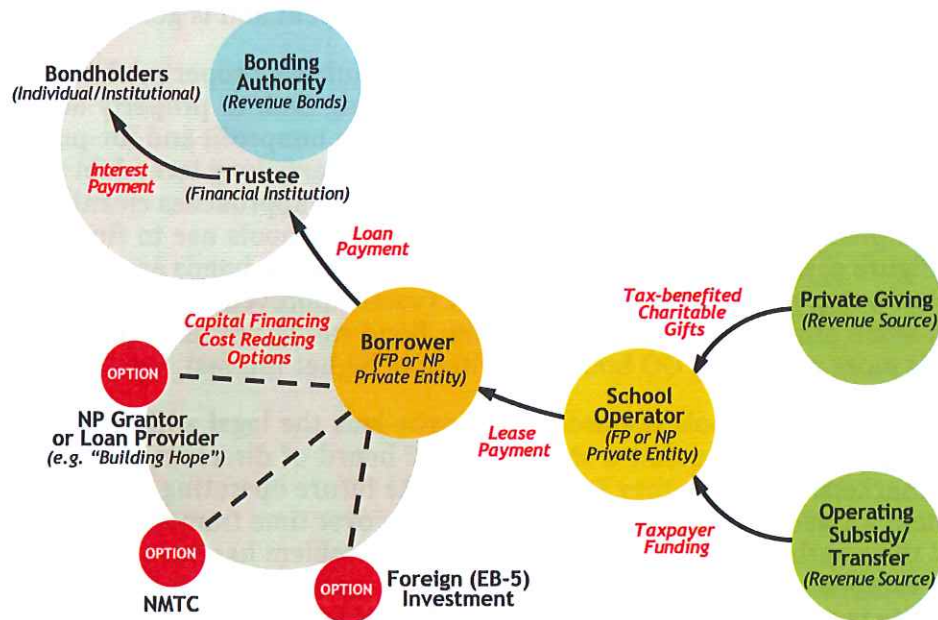 Bondholders
(Individual/Institutional)
Bonding
Authority
(Revenue Bonds)
Interest
Payment
Trustee
(Financial Institution)
Loan
Payment
Capital Financing
Cost Reducing
Options
Borrower
(FP or NP
Private Entity)
Tax-benefited
Charitable
Gifts
Private Giving
(Revenue Source)
OPTION
NP Grantor
or Loan Provider
(e.g. "Building Hope")
Lease
Payment
School
Operator
(FP or NP
Private Entity)
Taxpayer
Funding
Operating
Subsidy/
Transfer
(Revenue Source)
OPTION
NMTC
OPTION
Foreign (EB-5)
Investment